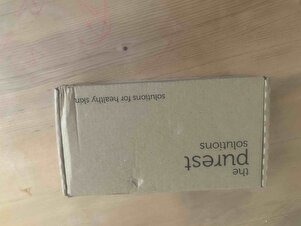 the
purest
solutions
solutions for healthy skin